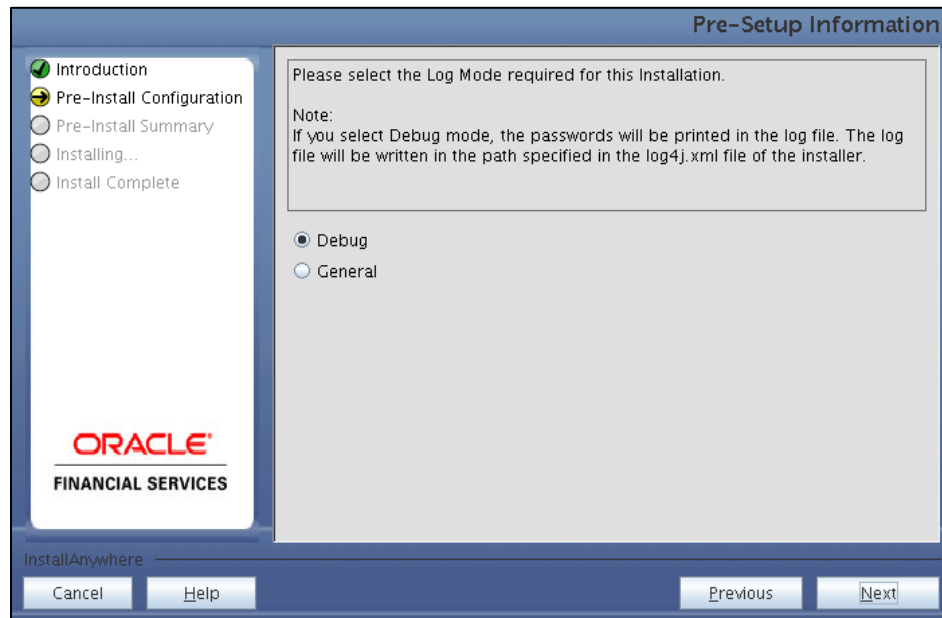 Pre-Setup Information
Introduction
Pre-Install Configuration
Pre-Install Summary
Installing...
Install Complete
ORACLE'
FINANCIAL SERVICES
Please select the Log Mode required for this Installation.
Note:
If you select Debug mode, the passwords will be printed in the log file. The log
file will be written in the path specified in the log4j.xml file of the installer.
Debug
General
InstallAnywhere
Cancel
Help
Previous
Next